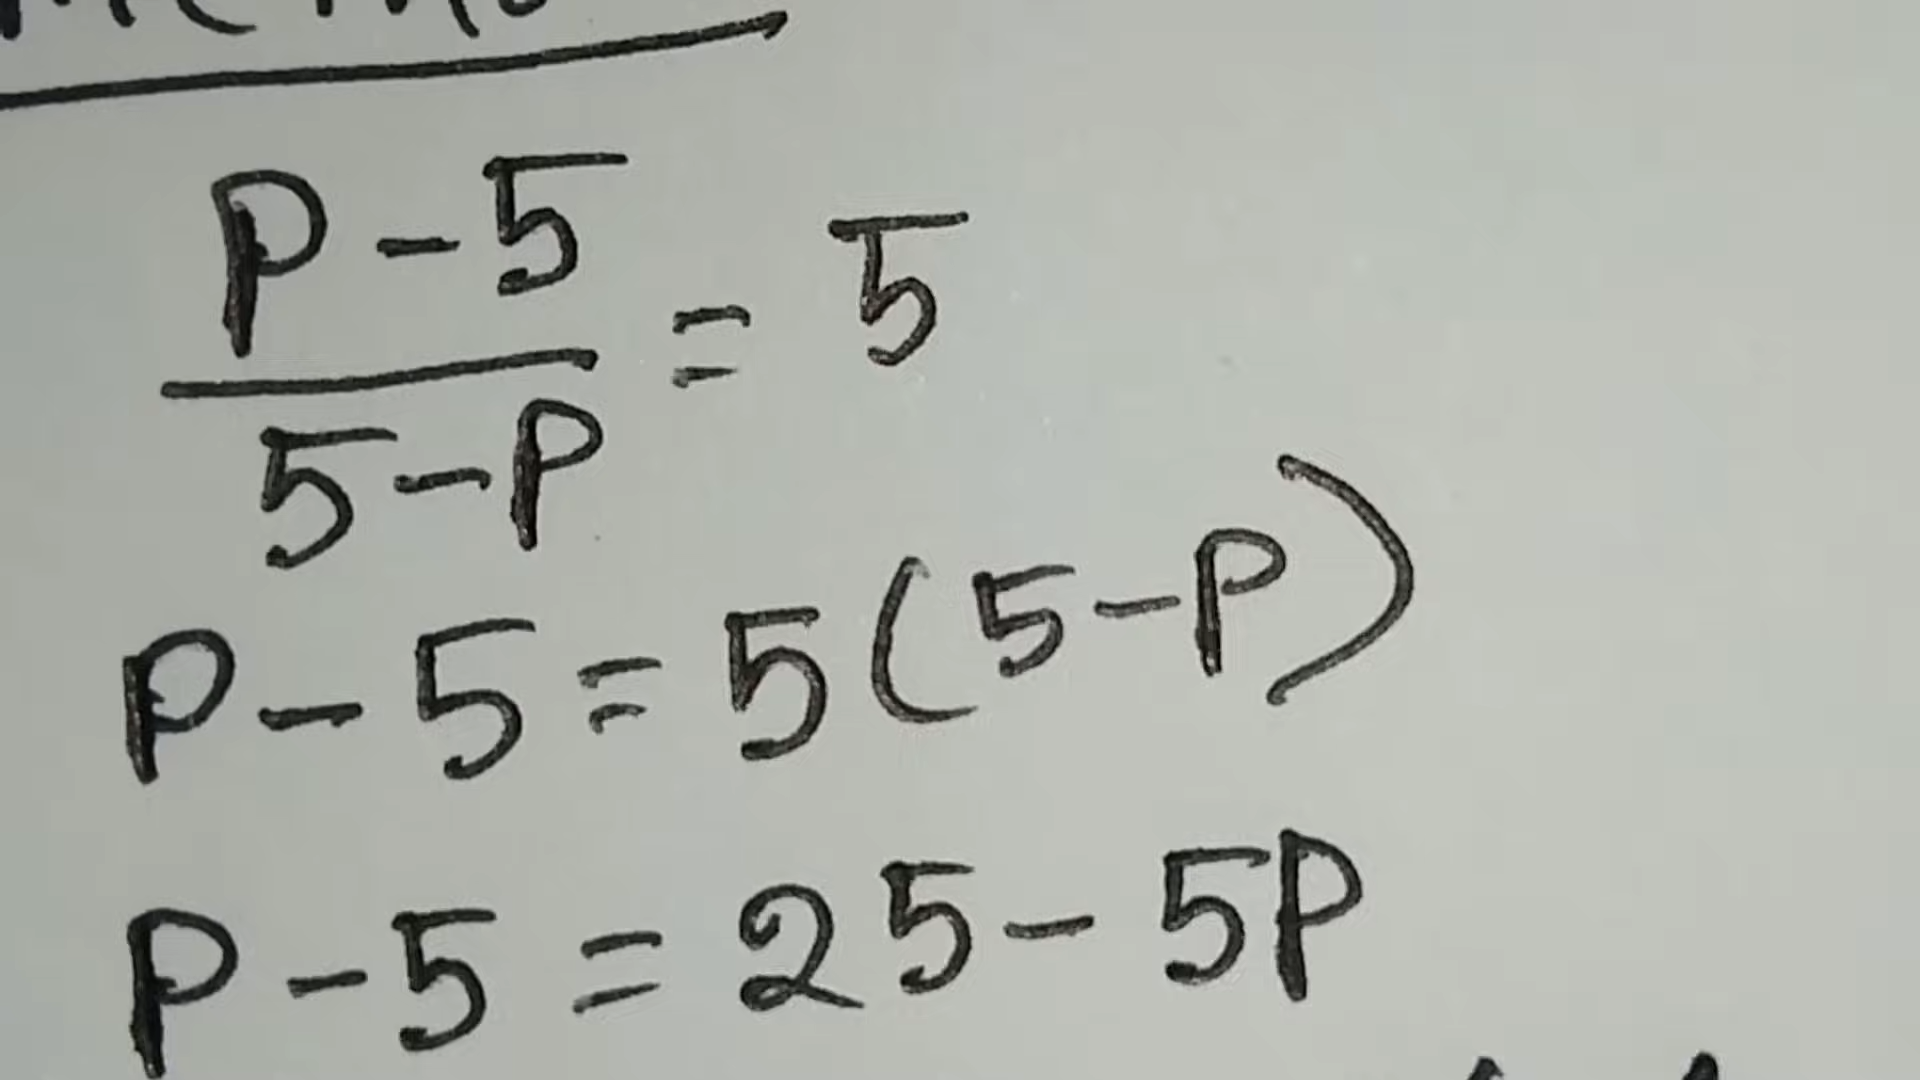 P - 5
5 - P
= 5
P - 5 = 5(5 - P)
P - 5 = 25 - 5P